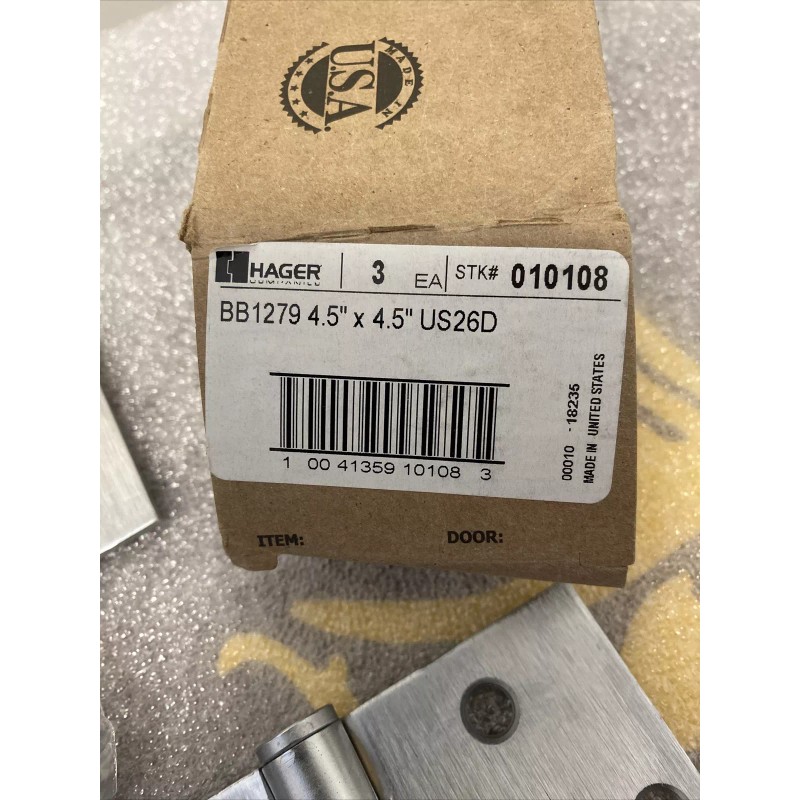 MADE IN
U.S.A.
HAGER
COMPANIES
3 EA
STK# 010108
BB1279 4.5" x 4.5" US26D
1 00 41359 10108 3
00010 - 18235
MADE IN UNITED STATES
ITEM:
DOOR: